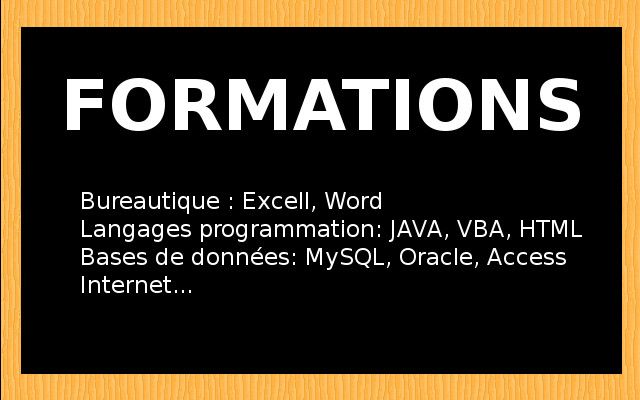 FORMATIONS
Bureautique : Excell, Word
Langages programmation: JAVA, VBA, HTML
Bases de données: MySQL, Oracle, Access
Internet...